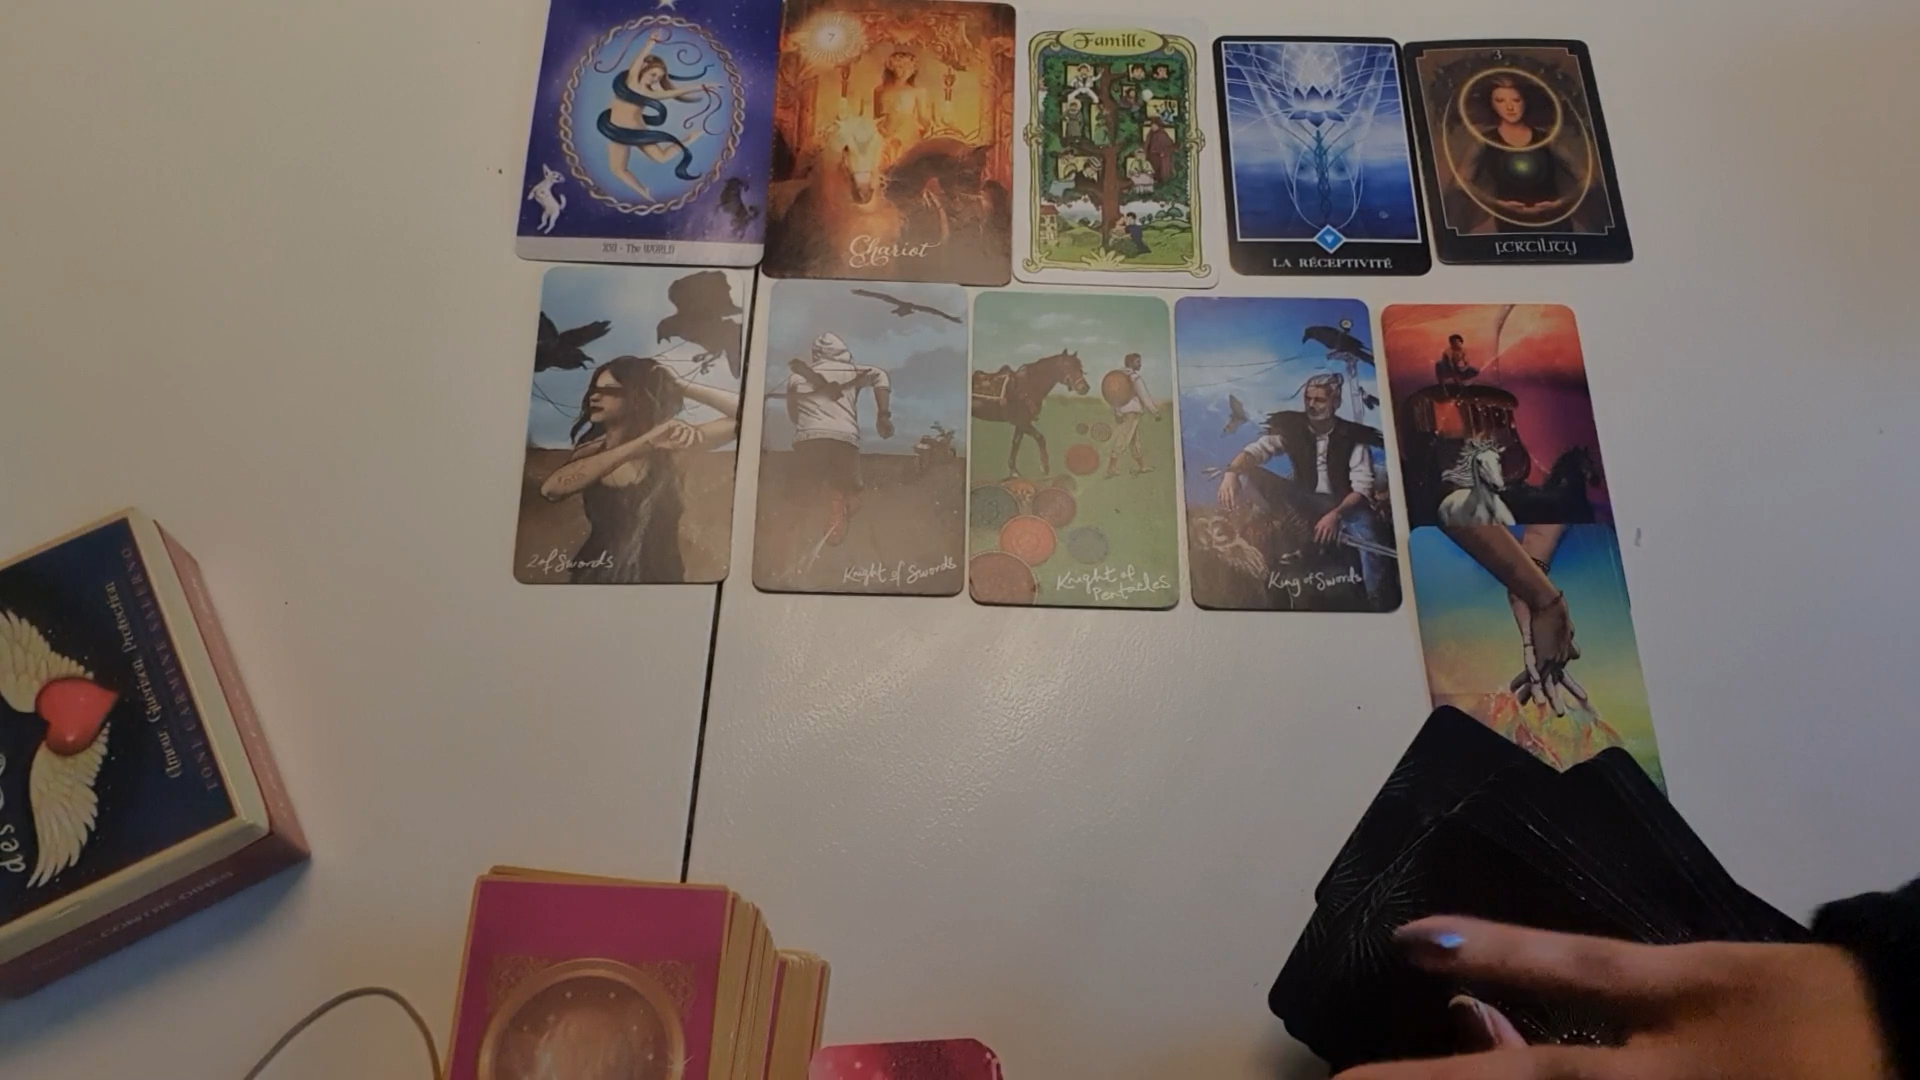 XXI - The WORLD
7
Chariot
Famille
LA RÉCEPTIVITÉ
3
FERTILITY
2 of Swords
Knight of Swords
Knight of
Pentacles
King of Swords
Amour, Guérison, Protection
TONI CARMINE SALERNO
des